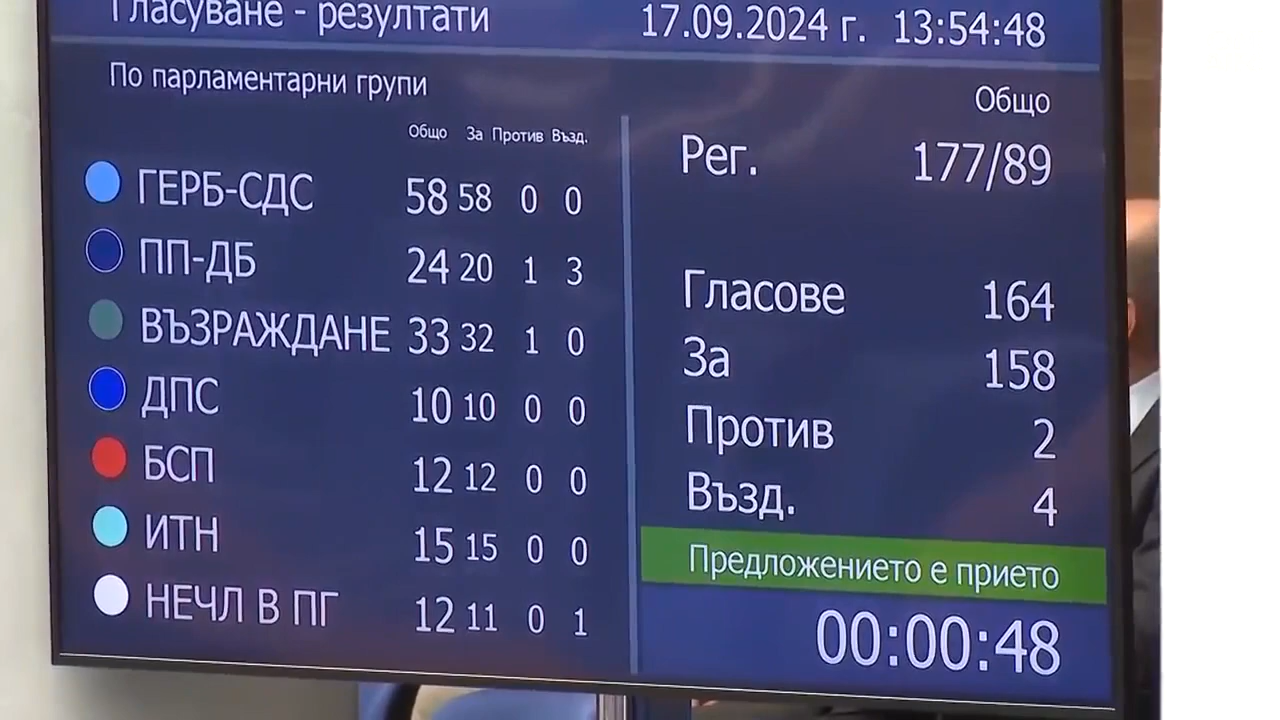 Гласуване - резултати 17.09.2024 г. 13:54:48
По парламентарни групи
Общо За Против Възд.
ГЕРБ-СДС 58 58 0 0
ПП-ДБ 24 20 1 3
ВЪЗРАЖДАНЕ 33 32 1 0
ДПС 10 10 0 0
БСП 12 12 0 0
ИТН 15 15 0 0
НЕЧЛ В ПГ 12 11 0 1
Общо
Рег. 177/89
Гласове 164
За 158
Против 2
Възд. 4
Предложението е прието
00:00:48